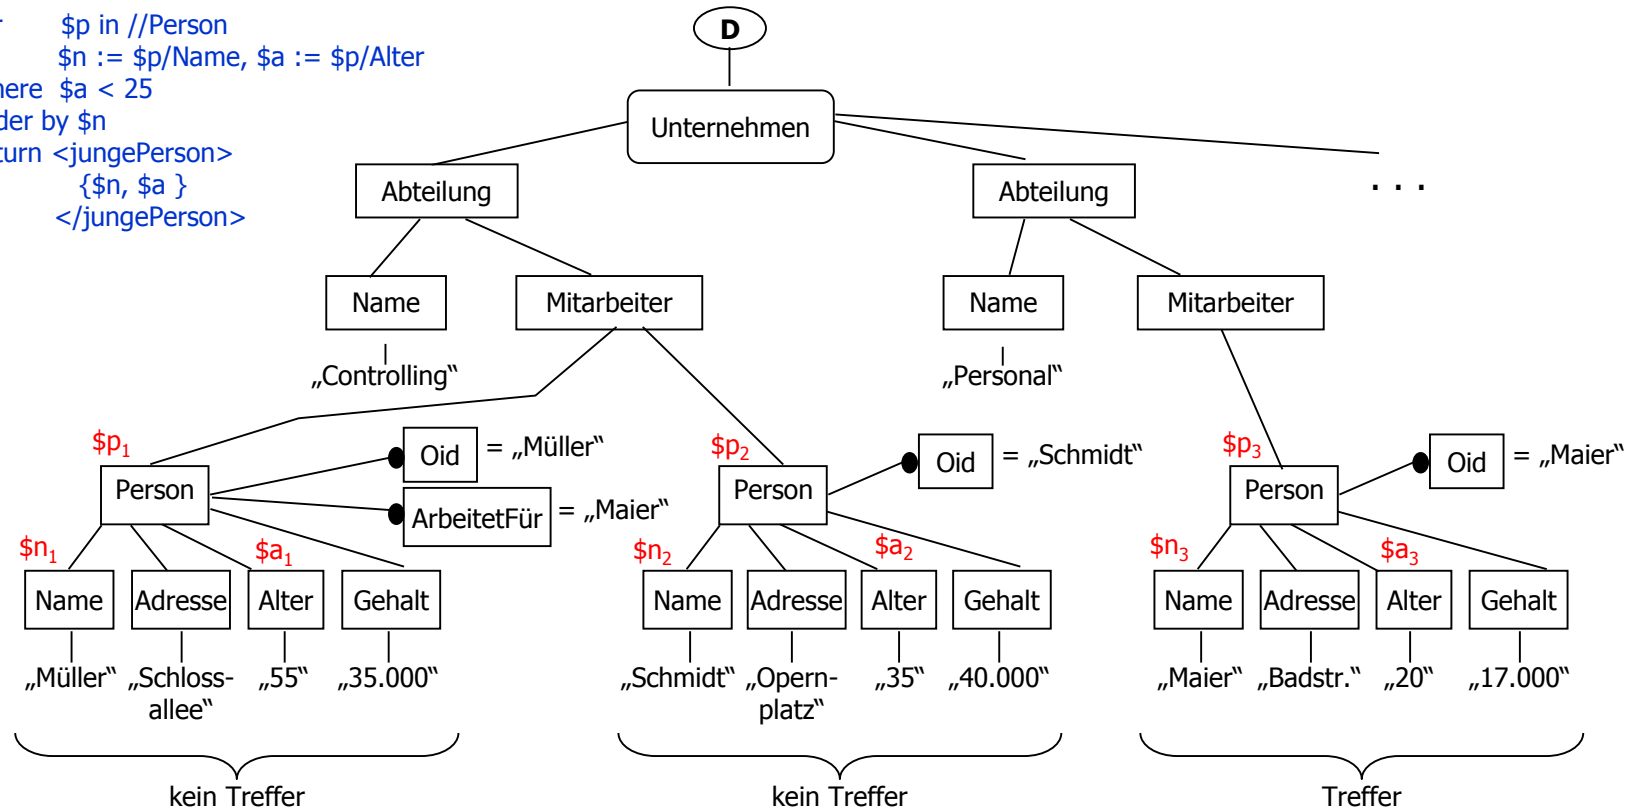 r $p in //Person
$n := $p/Name, $a := $p/Alter
here $a < 25
der by $n
turn <jungePerson>
{$n, $a }
</jungePerson>
D
Unternehmen
Abteilung
Abteilung
. . .
Name
Mitarbeiter
Name
Mitarbeiter
„Controlling“
„Personal“
$p1
Oid = „Müller“
$p2
Oid = „Schmidt“
$p3
Oid = „Maier“
Person
Person
Person
ArbeitetFür = „Maier“
$n1
$a1
$n2
$a2
$n3
$a3
Name Adresse Alter Gehalt
Name Adresse Alter Gehalt
Name Adresse Alter Gehalt
„Müller“ „Schloss- „55“ „35.000“
allee“
„Schmidt“ „Opern- „35“ „40.000“
platz“
„Maier“ „Badstr.“ „20“ „17.000“
kein Treffer
kein Treffer
Treffer